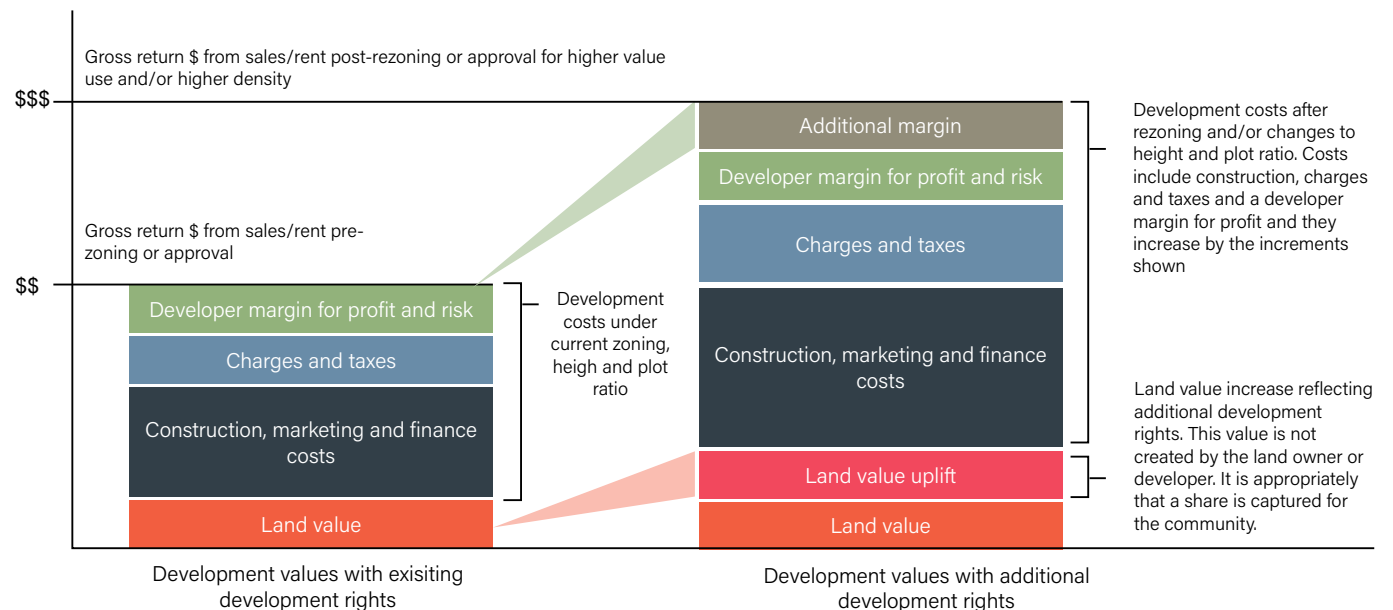 Gross return $ from sales/rent post-rezoning or approval for higher value
use and/or higher density
$$$
Additional margin
Developer margin for profit and risk
Charges and taxes
Construction, marketing and finance
costs
Land value uplift
Land value
Development costs after
rezoning and/or changes to
height and plot ratio. Costs
include construction, charges
and taxes and a developer
margin for profit and they
increase by the increments
shown
Land value increase reflecting
additional development
rights. This value is not
created by the land owner or
developer. It is appropriately
that a share is captured for
the community.
Gross return $ from sales/rent pre-
zoning or approval
$$
Developer margin for profit and risk
Charges and taxes
Construction, marketing and finance
costs
Land value
Development
costs under
current zoning,
heigh and plot
ratio
Development values with exisiting
development rights
Development values with additional
development rights